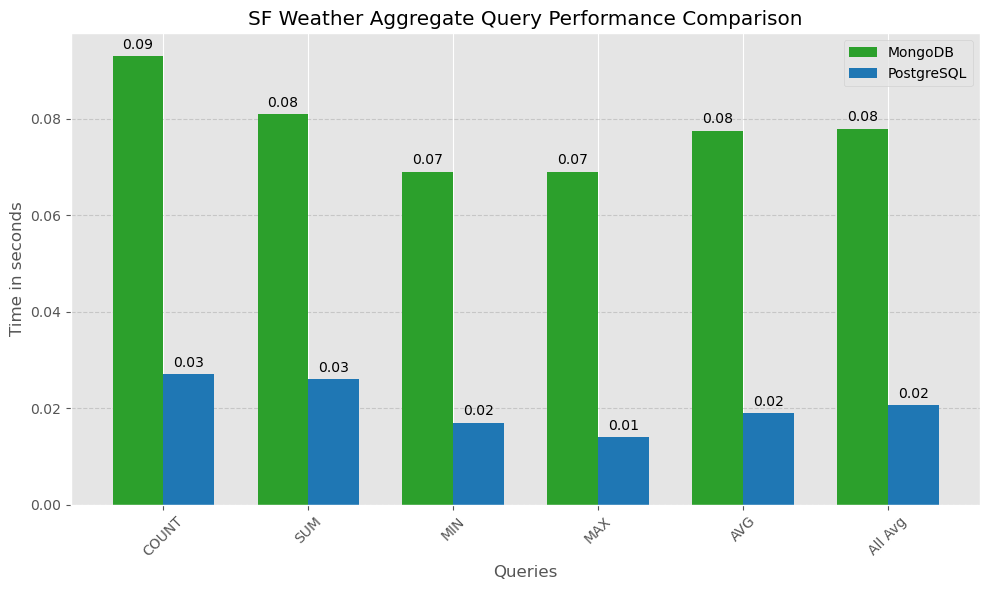 SF Weather Aggregate Query Performance Comparison
MongoDB
PostgreSQL
0.09
0.03
0.08
0.03
0.07
0.02
0.07
0.01
0.08
0.02
0.08
0.02
Time in seconds
0.08
0.06
0.04
0.02
0.00
COUNT
SUM
MIN
MAX
AVG
All Avg
Queries